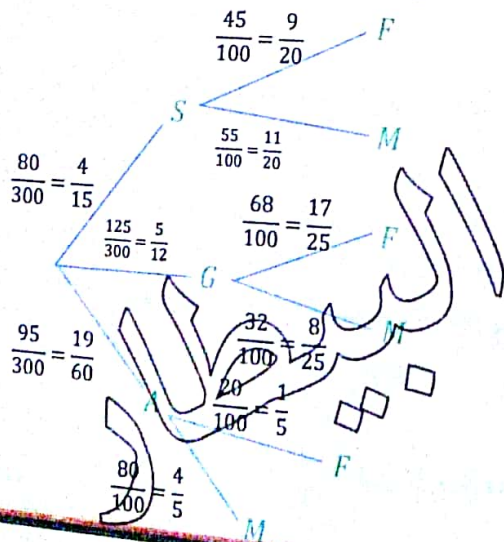 45/100 = 9/20
F
S
55/100 = 11/20
M
80/300 = 4/15
125/300 = 5/12
68/100 = 17/25
F
G
32/100 = 8/25
M
95/300 = 19/60
A
20/100 = 1/5
F
80/100 = 4/5
M